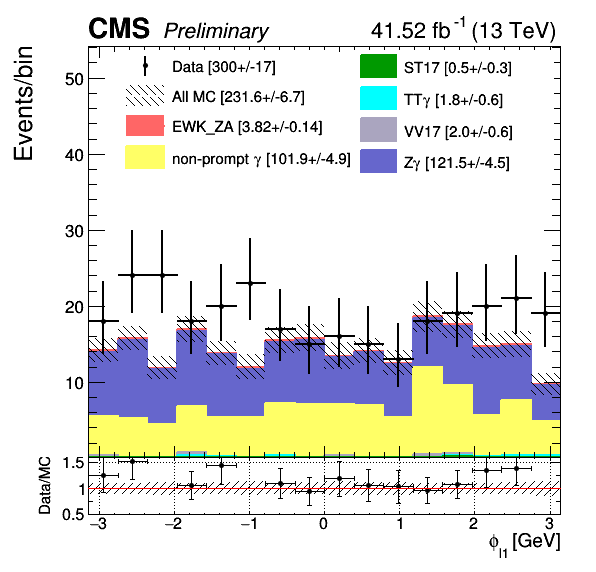 CMS Preliminary 41.52 fb⁻¹ (13 TeV)
Events/bin
50
40
30
20
10
Data [300+/-17]
All MC [231.6+/-6.7]
EWK_ZA [3.82+/-0.14]
non-prompt γ [101.9+/-4.9]
ST17 [0.5+/-0.3]
TTγ [1.8+/-0.6]
VV17 [2.0+/-0.6]
Zγ [121.5+/-4.5]
Data/MC
1.5
1
0.5
−3 −2 −1 0 1 2 3
ϕl1 [GeV]